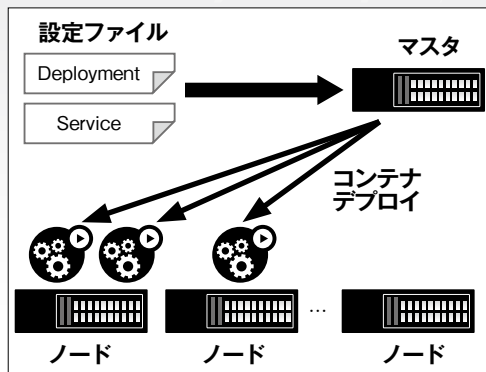 設定ファイル
Deployment
Service
マスタ
コンテナ
デプロイ
…
ノード
ノード
ノード